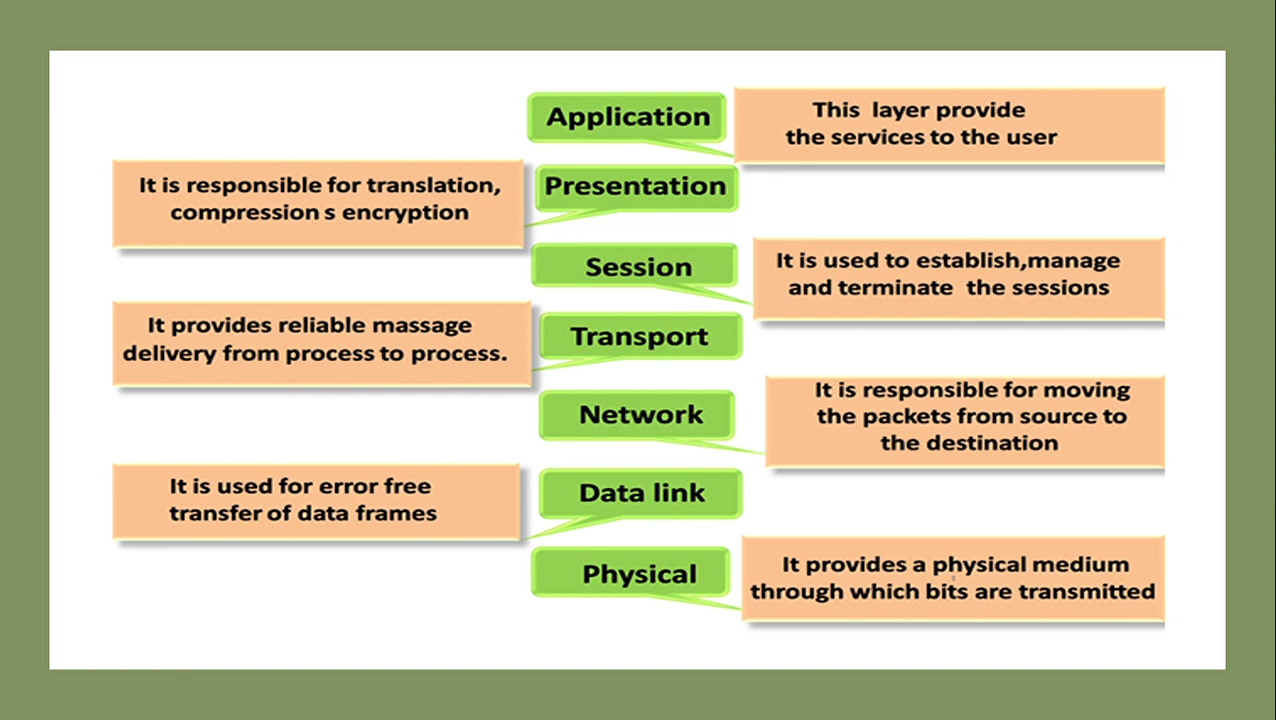 Application
This layer provide
the services to the user
Presentation
It is responsible for translation,
compression s encryption
Session
It is used to establish,manage
and terminate the sessions
Transport
It provides reliable massage
delivery from process to process.
Network
It is responsible for moving
the packets from source to
the destination
Data link
It is used for error free
transfer of data frames
Physical
It provides a physical medium
through which bits are transmitted